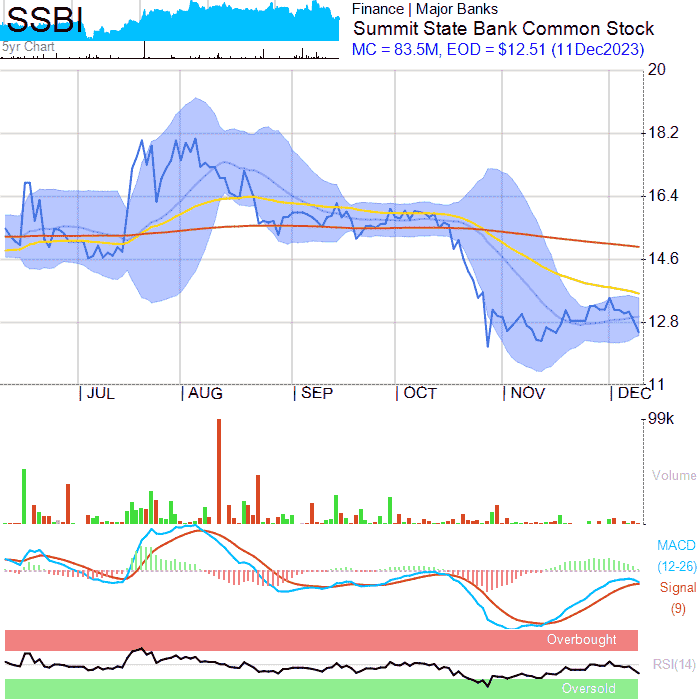 SSBI
5yr Chart
Finance | Major Banks
Summit State Bank Common Stock
MC = 83.5M, EOD = $12.51 (11Dec2023)
20
18.2
16.4
14.6
12.8
11
JUL AUG SEP OCT NOV DEC
99k
Volume
MACD
(12-26)
Signal
(9)
Overbought
RSI(14)
Oversold